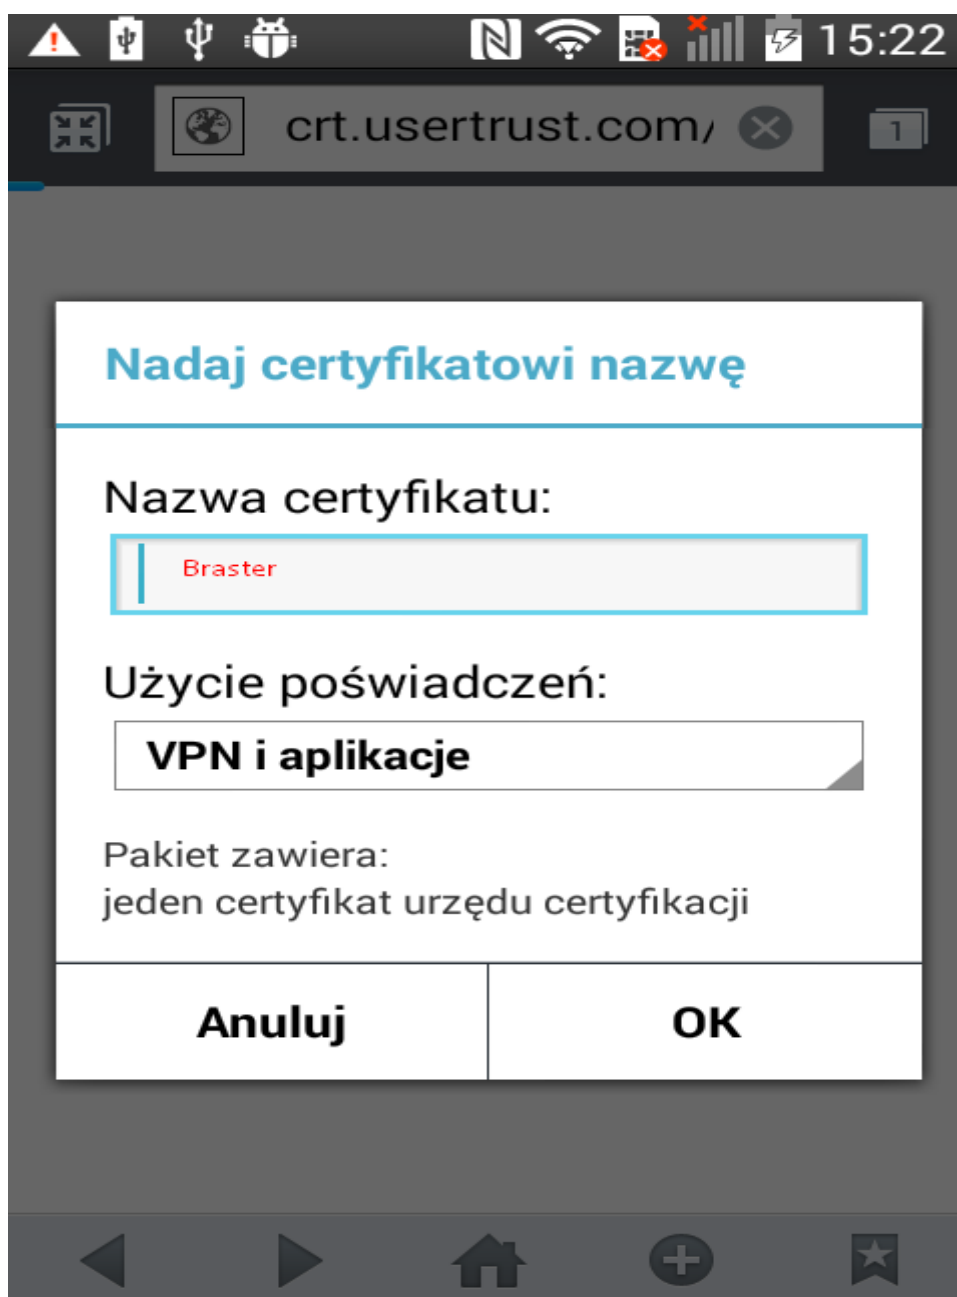 15:22
crt.usertrust.com/
1
Nadaj certyfikatowi nazwę
Nazwa certyfikatu:
Braster
Użycie poświadczeń:
VPN i aplikacje
Pakiet zawiera:
jeden certyfikat urzędu certyfikacji
Anuluj
OK